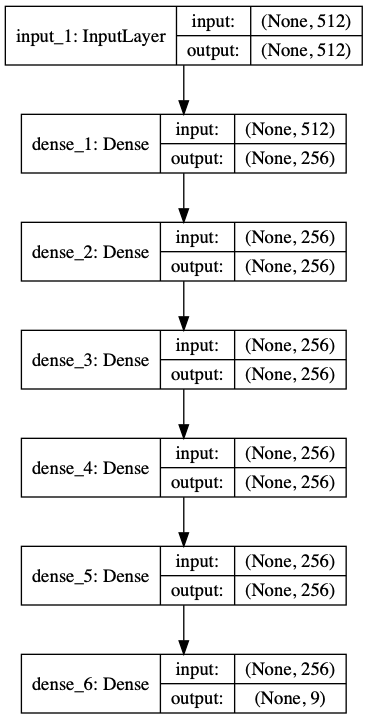 input_1: InputLayer
input: (None, 512)
output: (None, 512)
dense_1: Dense
input: (None, 512)
output: (None, 256)
dense_2: Dense
input: (None, 256)
output: (None, 256)
dense_3: Dense
input: (None, 256)
output: (None, 256)
dense_4: Dense
input: (None, 256)
output: (None, 256)
dense_5: Dense
input: (None, 256)
output: (None, 256)
dense_6: Dense
input: (None, 256)
output: (None, 9)